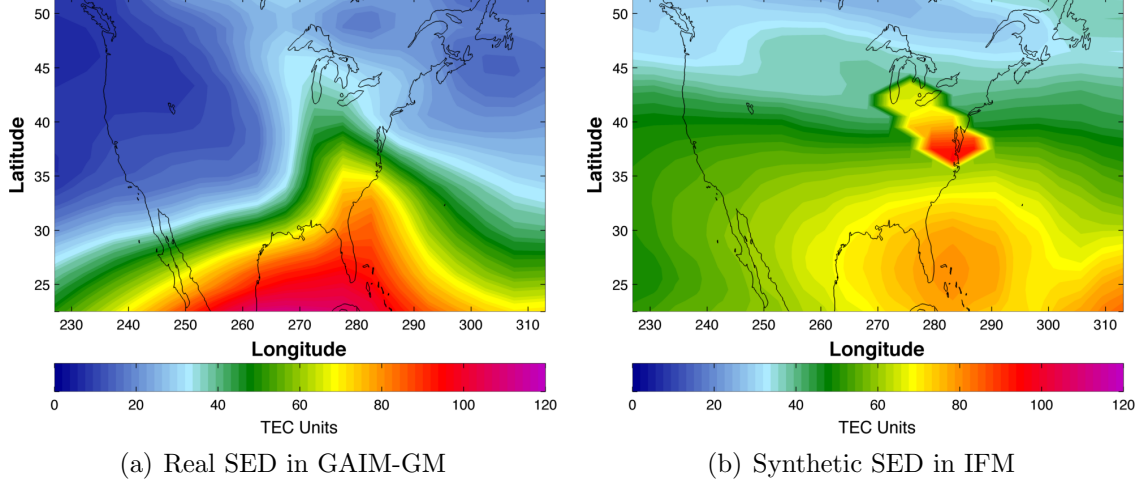 50
45
40
35
30
25
Latitude
230 240 250 260 270 280 290 300 310
Longitude
0 20 40 60 80 100 120
TEC Units
(a) Real SED in GAIM-GM
50
45
40
35
30
25
Latitude
230 240 250 260 270 280 290 300 310
Longitude
0 20 40 60 80 100 120
TEC Units
(b) Synthetic SED in IFM